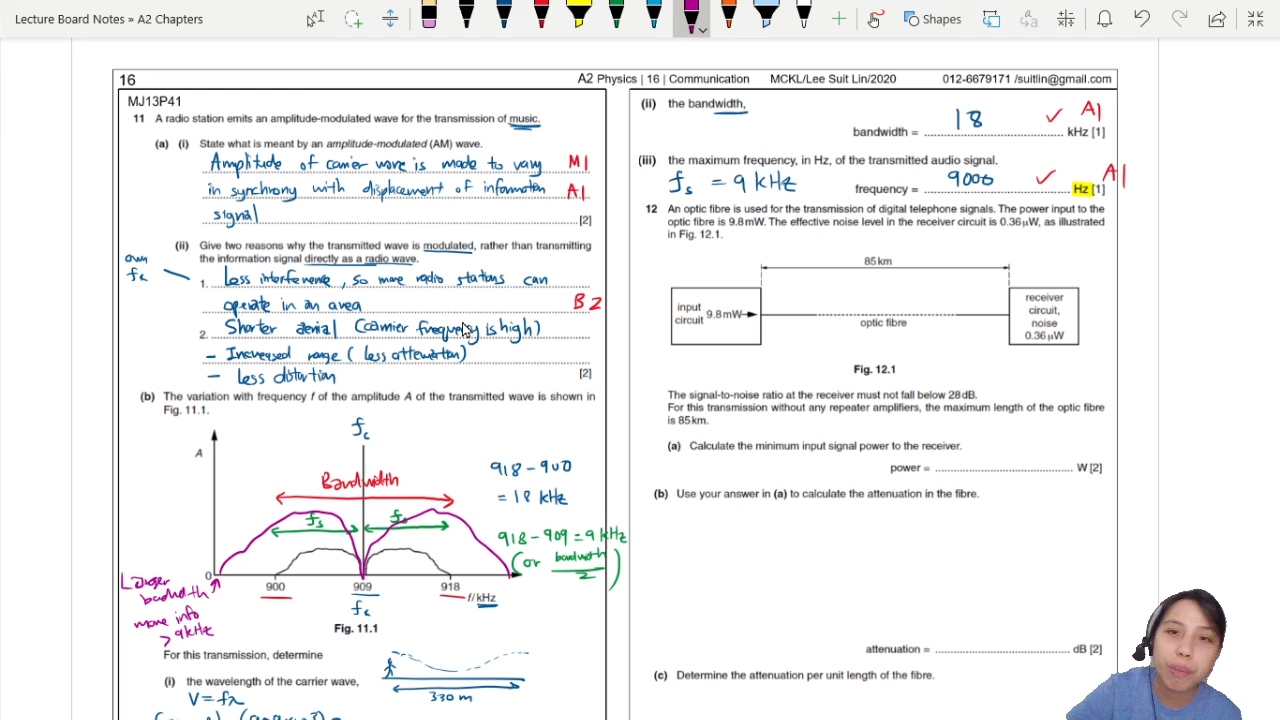 Lecture Board Notes » A2 Chapters
Shapes
16
A2 Physics | 16 | Communication MCKL/Lee Suit Lin/2020 012-6679171 /suitlin@gmail.com
MJ13P41
11 A radio station emits an amplitude-modulated wave for the transmission of music.
(a) (i) State what is meant by an amplitude-modulated (AM) wave.
Amplitude of carrier wave is made to vary M1
in synchrony with displacement of information A1
signal
[2]
(ii) Give two reasons why the transmitted wave is modulated, rather than transmitting
the information signal directly as a radio wave.
own
fc
1. Less interference, so more radio stations can
operate in an area B2
2. Shorter aerial (carrier frequency is high)
- Increased range (less attenuation)
- Less distortion [2]
(b) The variation with frequency f of the amplitude A of the transmitted wave is shown in
Fig. 11.1.
fc
A
Bandwidth
fs fs
918 - 900
= 18 kHz
918 - 909 = 9 kHz
(or bandwidth
2)
0
900 909 918
f/kHz
fc
Larger
bandwidth
more info
> 9kHz
Fig. 11.1
For this transmission, determine
(i) the wavelength of the carrier wave,
V = fλ
330 m
(ii) the bandwidth,
bandwidth = 18 kHz [1] ✓ A1
(iii) the maximum frequency, in Hz, of the transmitted audio signal.
fs = 9 kHz
frequency = 9000 Hz [1] ✓ A1
12 An optic fibre is used for the transmission of digital telephone signals. The power input to the
optic fibre is 9.8 mW. The effective noise level in the receiver circuit is 0.36 μW, as illustrated
in Fig. 12.1.
85 km
input
circuit 9.8 mW
optic fibre
receiver
circuit,
noise
0.36 μW
Fig. 12.1
The signal-to-noise ratio at the receiver must not fall below 28 dB.
For this transmission without any repeater amplifiers, the maximum length of the optic fibre
is 85 km.
(a) Calculate the minimum input signal power to the receiver.
power = ........................................ W [2]
(b) Use your answer in (a) to calculate the attenuation in the fibre.
attenuation = ........................................ dB [2]
(c) Determine the attenuation per unit length of the fibre.